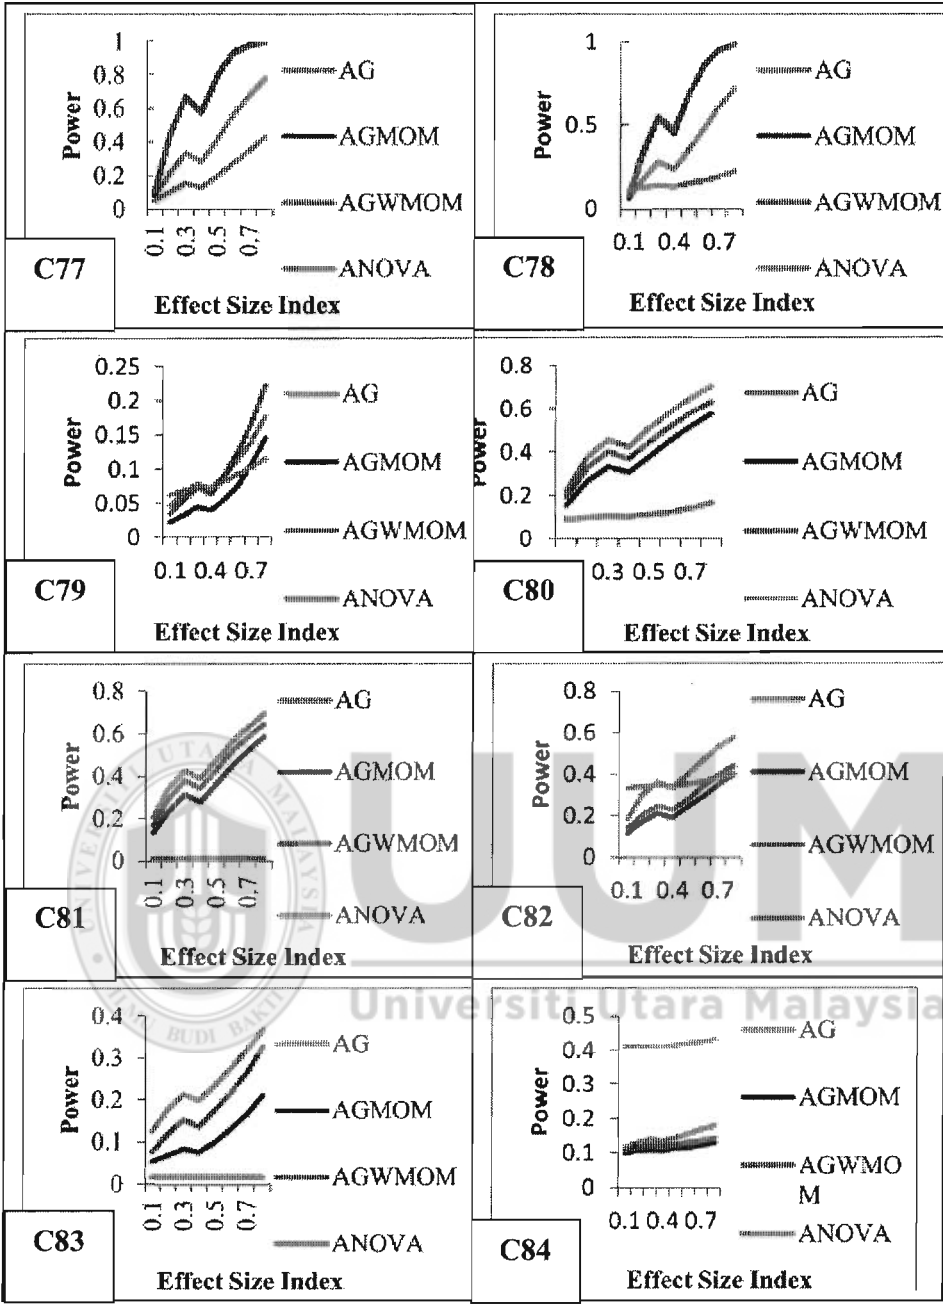 Power
1
0.8
0.6
0.4
0.2
0
0.1
0.3
0.5
0.7
AG
AGMOM
AGWMOM
ANOVA
Effect Size Index
C77
Power
1
0.5
0
0.1 0.4 0.7
AG
AGMOM
AGWMOM
ANOVA
Effect Size Index
C78
Power
0.25
0.2
0.15
0.1
0.05
0
0.1 0.4 0.7
AG
AGMOM
AGWMOM
ANOVA
Effect Size Index
C79
Power
0.8
0.6
0.4
0.2
0
0.3 0.5 0.7
AG
AGMOM
AGWMOM
ANOVA
Effect Size Index
C80
Power
0.8
0.6
0.4
0.2
0
0.1
0.3
0.5
0.7
AG
AGMOM
AGWMOM
ANOVA
Effect Size Index
C81
Power
0.8
0.6
0.4
0.2
0
0.1 0.4 0.7
AG
AGMOM
AGWMOM
ANOVA
Effect Size Index
C82
Power
0.4
0.3
0.2
0.1
0
0.1
0.3
0.5
0.7
AG
AGMOM
AGWMOM
ANOVA
Effect Size Index
C83
Power
0.5
0.4
0.3
0.2
0.1
0
0.1 0.4 0.7
AG
AGMOM
AGWMO
M
ANOVA
Effect Size Index
C84
UUM
Universiti Utara Malaysia
UNIVERSITI UTARA MALAYSIA
BUDI BAKTI